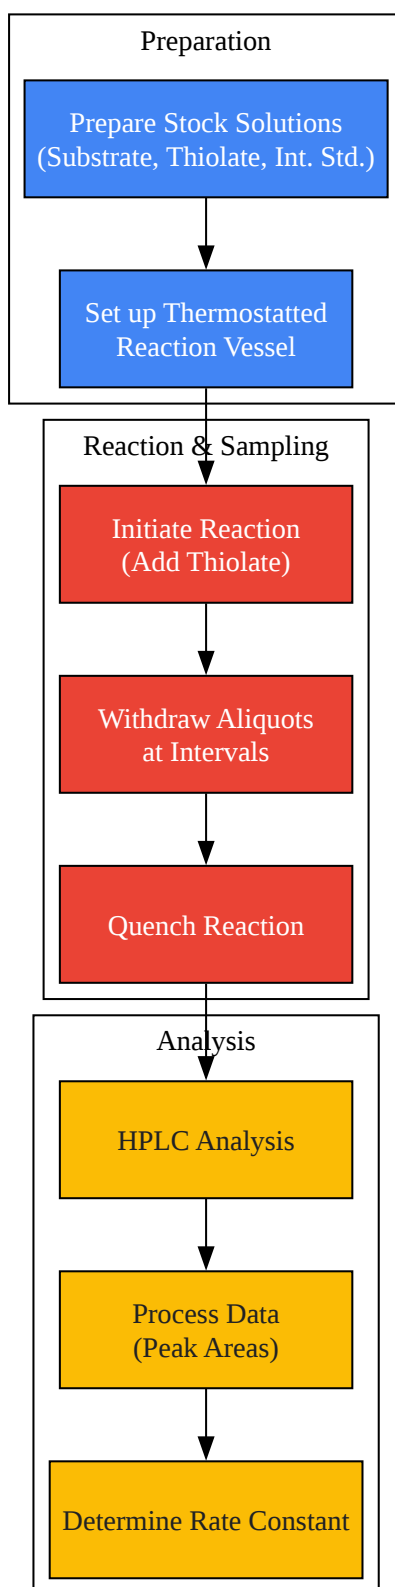 Preparation
Prepare Stock Solutions
(Substrate, Thiolate, Int. Std.)
Set up Thermostatted
Reaction Vessel
Reaction & Sampling
Initiate Reaction
(Add Thiolate)
Withdraw Aliquots
at Intervals
Quench Reaction
Analysis
HPLC Analysis
Process Data
(Peak Areas)
Determine Rate Constant